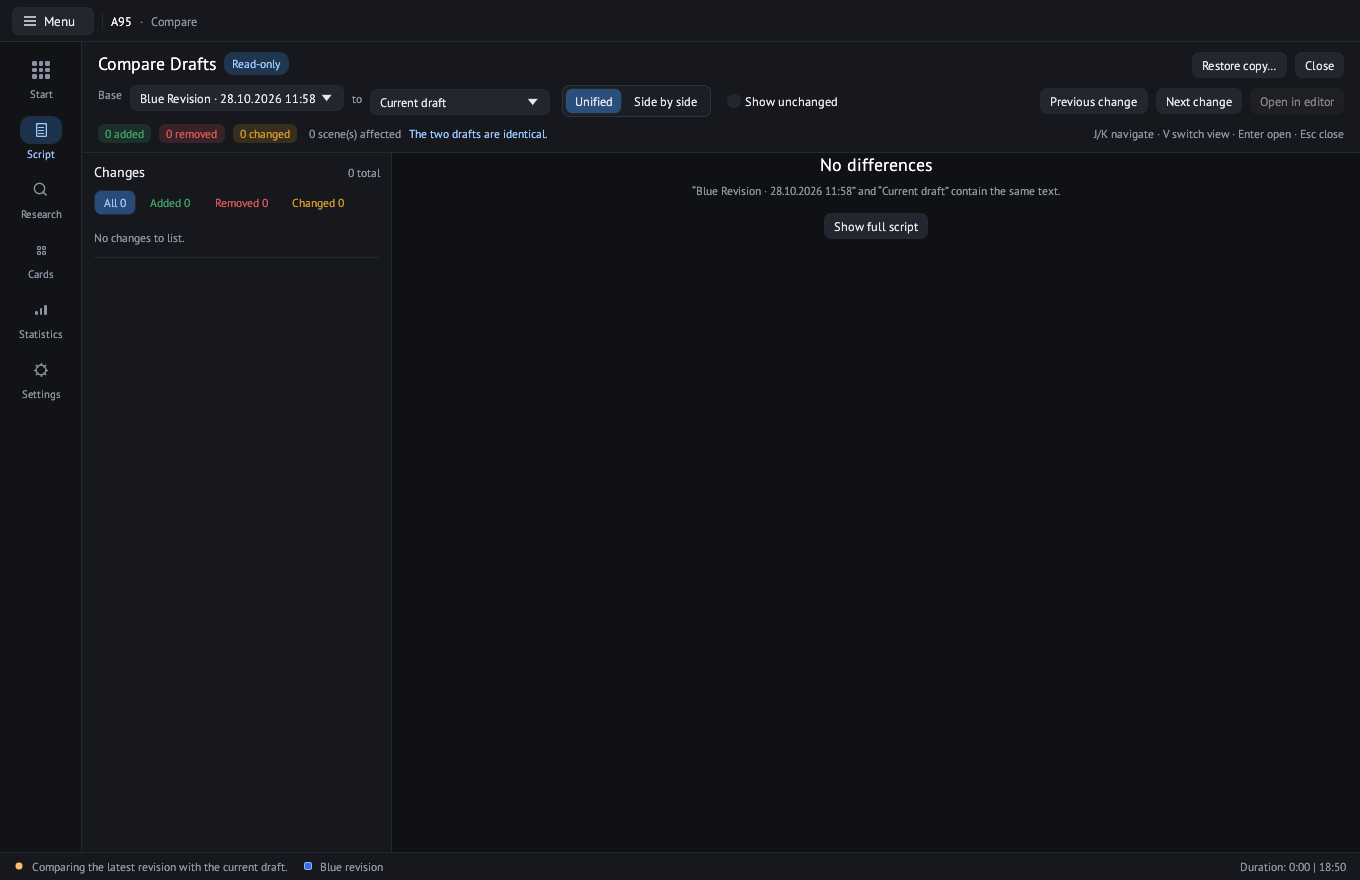 Menu
A95 · Compare
Start
Script
Research
Cards
Statistics
Settings
Compare Drafts
Read-only
Restore copy...
Close
Base
Blue Revision · 28.10.2026 11:58
to
Current draft
Unified
Side by side
Show unchanged
Previous change
Next change
Open in editor
0 added
0 removed
0 changed
0 scene(s) affected
The two drafts are identical.
J/K navigate · V switch view · Enter open · Esc close
Changes
0 total
All 0
Added 0
Removed 0
Changed 0
No changes to list.
No differences
"Blue Revision · 28.10.2026 11:58" and "Current draft" contain the same text.
Show full script
Comparing the latest revision with the current draft.
Blue revision
Duration: 0:00 | 18:50